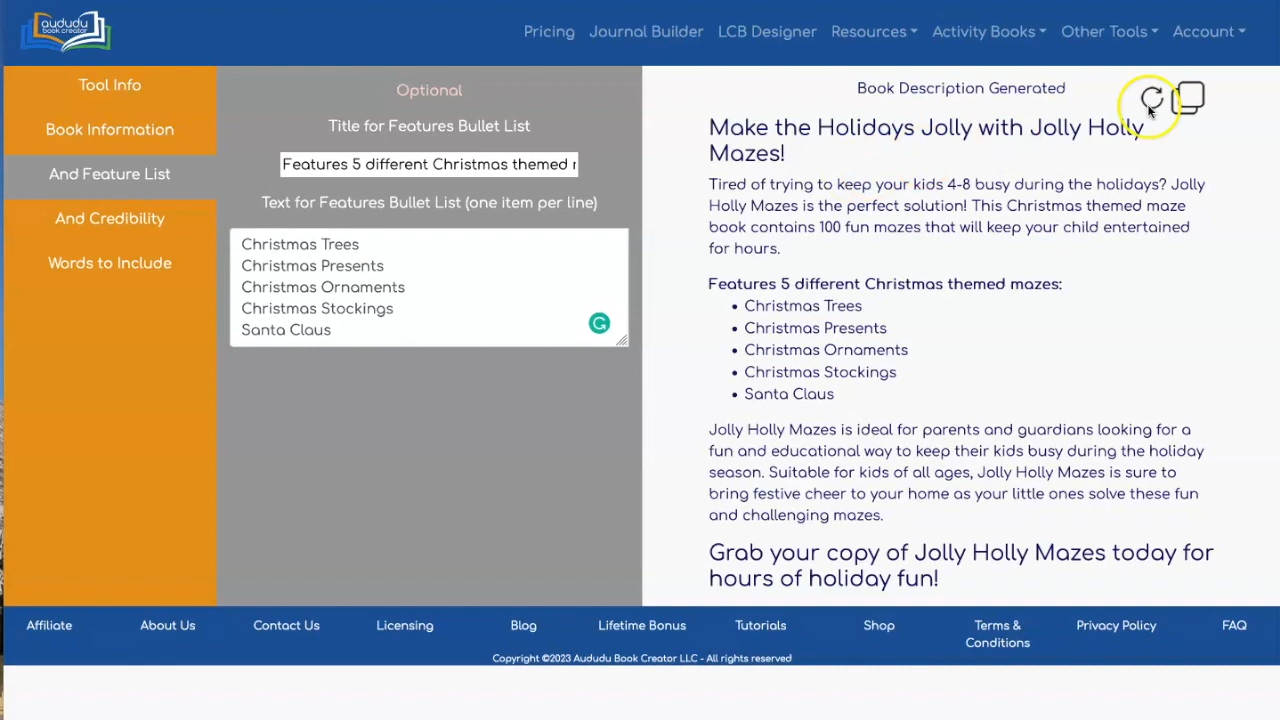 aududu
book creator
Pricing Journal Builder LCB Designer Resources Activity Books Other Tools Account
Tool Info
Book Information
And Feature List
And Credibility
Words to Include
Optional
Title for Features Bullet List
Features 5 different Christmas themed r
Text for Features Bullet List (one item per line)
Christmas Trees
Christmas Presents
Christmas Ornaments
Christmas Stockings
Santa Claus
Book Description Generated
Make the Holidays Jolly with Jolly Holly
Mazes!
Tired of trying to keep your kids 4-8 busy during the holidays? Jolly
Holly Mazes is the perfect solution! This Christmas themed maze
book contains 100 fun mazes that will keep your child entertained
for hours.
Features 5 different Christmas themed mazes:
• Christmas Trees
• Christmas Presents
• Christmas Ornaments
• Christmas Stockings
• Santa Claus
Jolly Holly Mazes is ideal for parents and guardians looking for a
fun and educational way to keep their kids busy during the holiday
season. Suitable for kids of all ages, Jolly Holly Mazes is sure to
bring festive cheer to your home as your little ones solve these fun
and challenging mazes.
Grab your copy of Jolly Holly Mazes today for
hours of holiday fun!
Affiliate About Us Contact Us Licensing Blog Lifetime Bonus Tutorials Shop Terms & Privacy Policy FAQ
Conditions
Copyright ©2023 Aududu Book Creator LLC - All rights reserved